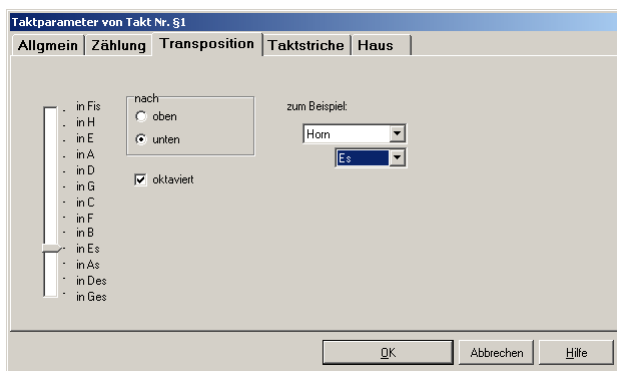 Taktparameter von Takt Nr. §1
Allgmein Zählung Transposition Taktstriche Haus
in Fis
in H
in E
in A
in D
in G
in C
in F
in B
in Es
in As
in Des
in Ges
nach
oben
unten
oktaviert
zum Beispiel:
Horn
Es
OK Abbrechen Hilfe